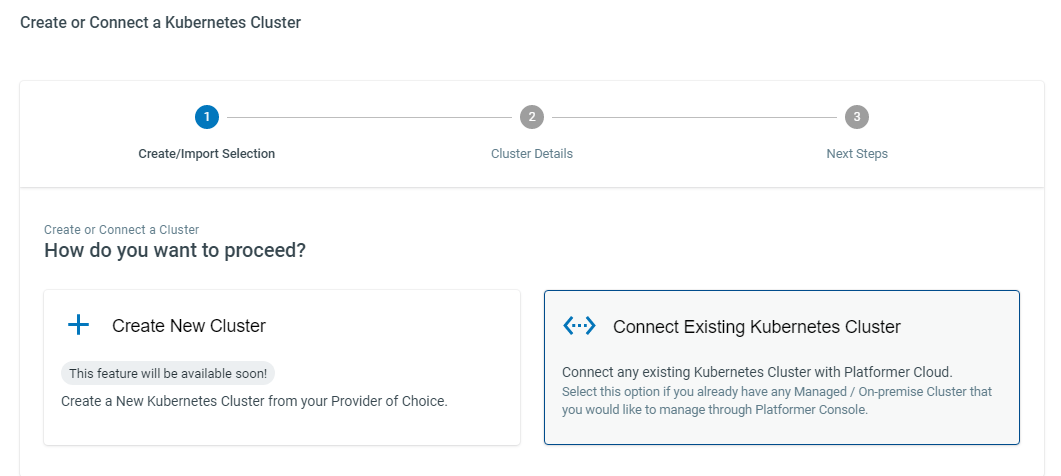 Create or Connect a Kubernetes Cluster
1
2
3
Create/Import Selection
Cluster Details
Next Steps
Create or Connect a Cluster
How do you want to proceed?
Create New Cluster
This feature will be available soon!
Create a New Kubernetes Cluster from your Provider of Choice.
Connect Existing Kubernetes Cluster
Connect any existing Kubernetes Cluster with Platformer Cloud.
Select this option if you already have any Managed / On-premise Cluster that
you would like to manage through Platformer Console.